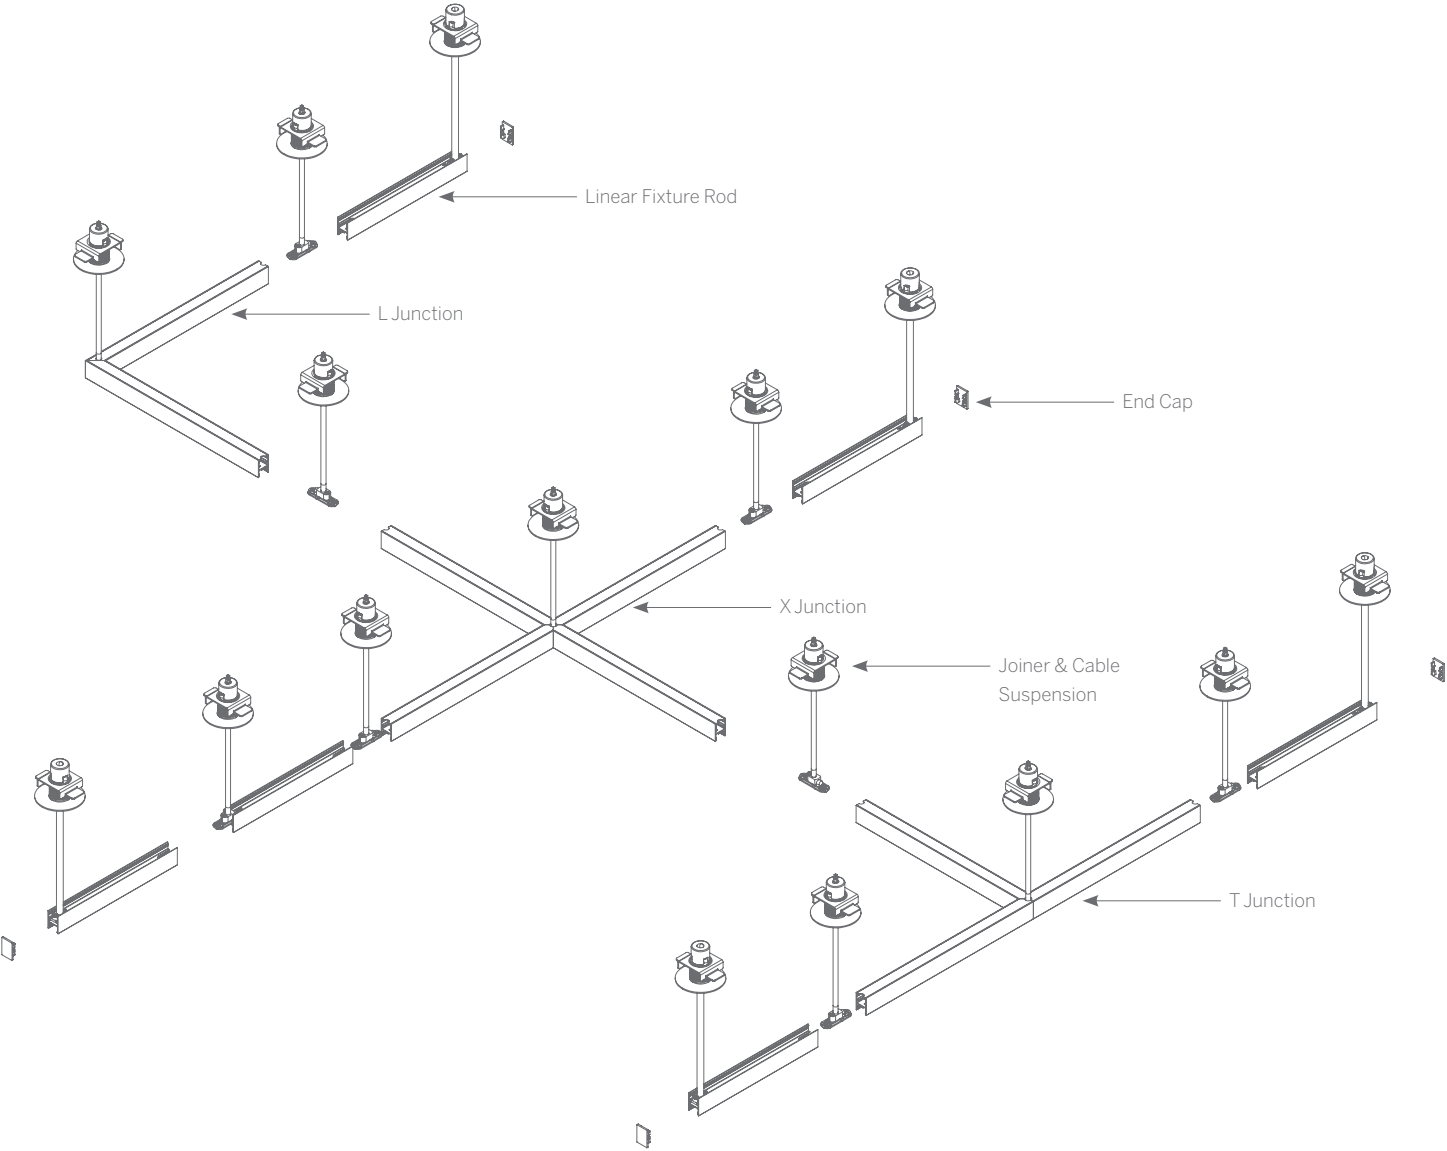 Linear Fixture Rod
L Junction
End Cap
X Junction
Joiner & Cable
Suspension
T Junction